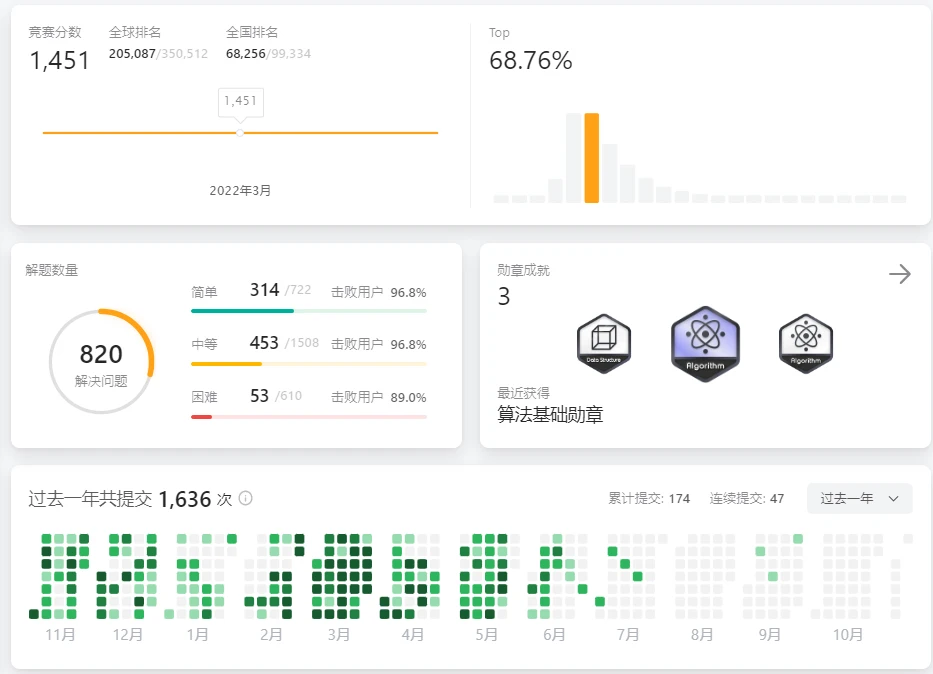 竞赛分数 全球排名 全国排名 Top
1,451 205,087/350,512 68,256/99,334 68.76%
1,451
2022年3月
解题数量
820
解决问题
简单 314 /722 击败用户 96.8%
中等 453 /1508 击败用户 96.8%
困难 53 /610 击败用户 89.0%
勋章成就
3
Data Structure
Algorithm
Algorithm
最近获得
算法基础勋章
过去一年共提交 1,636 次 累计提交: 174 连续提交: 47 过去一年
11月 12月 1月 2月 3月 4月 5月 6月 7月 8月 9月 10月